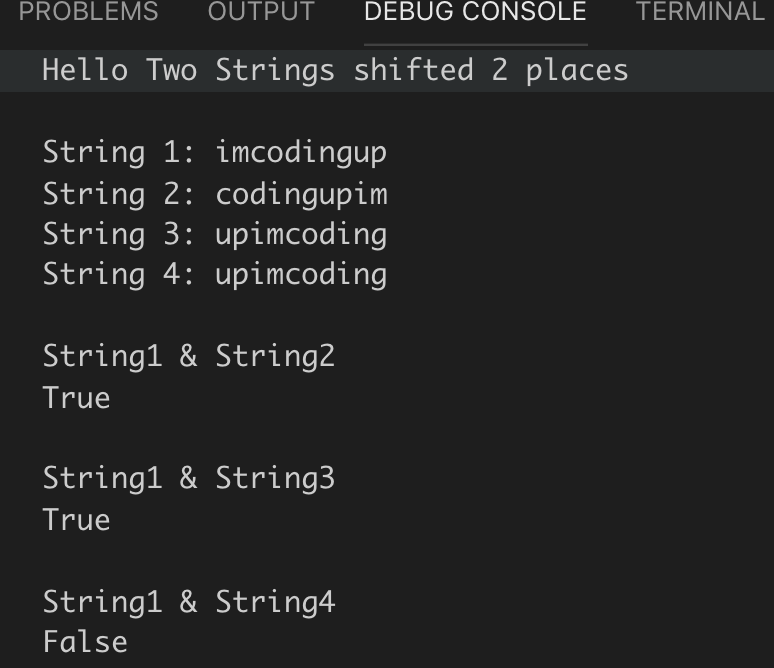 PROBLEMS OUTPUT DEBUG CONSOLE TERMINAL
Hello Two Strings shifted 2 places
String 1: imcodingup
String 2: codingupim
String 3: upimcoding
String 4: upimcoding
String1 & String2
True
String1 & String3
True
String1 & String4
False